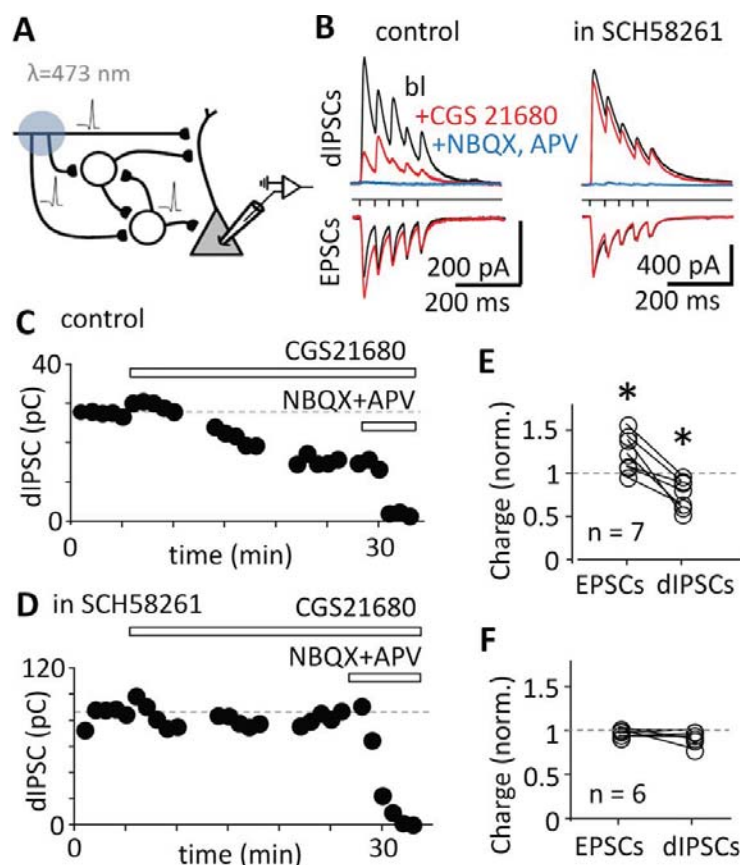 A
λ=473 nm
B
control
in SCH58261
dIPSCs
bl
+CGS 21680
+NBQX, APV
EPSCs
200 pA
200 ms
400 pA
200 ms
C control
CGS21680
NBQX+APV
40
dIPSC (pC)
0
0
time (min)
30
D in SCH58261
CGS21680
NBQX+APV
120
dIPSC (pC)
0
0
time (min)
30
E
* *
Charge (norm.)
1.5
1
0.5
0
n = 7
EPSCs dIPSCs
F
Charge (norm.)
1.5
1
0.5
0
n = 6
EPSCs dIPSCs